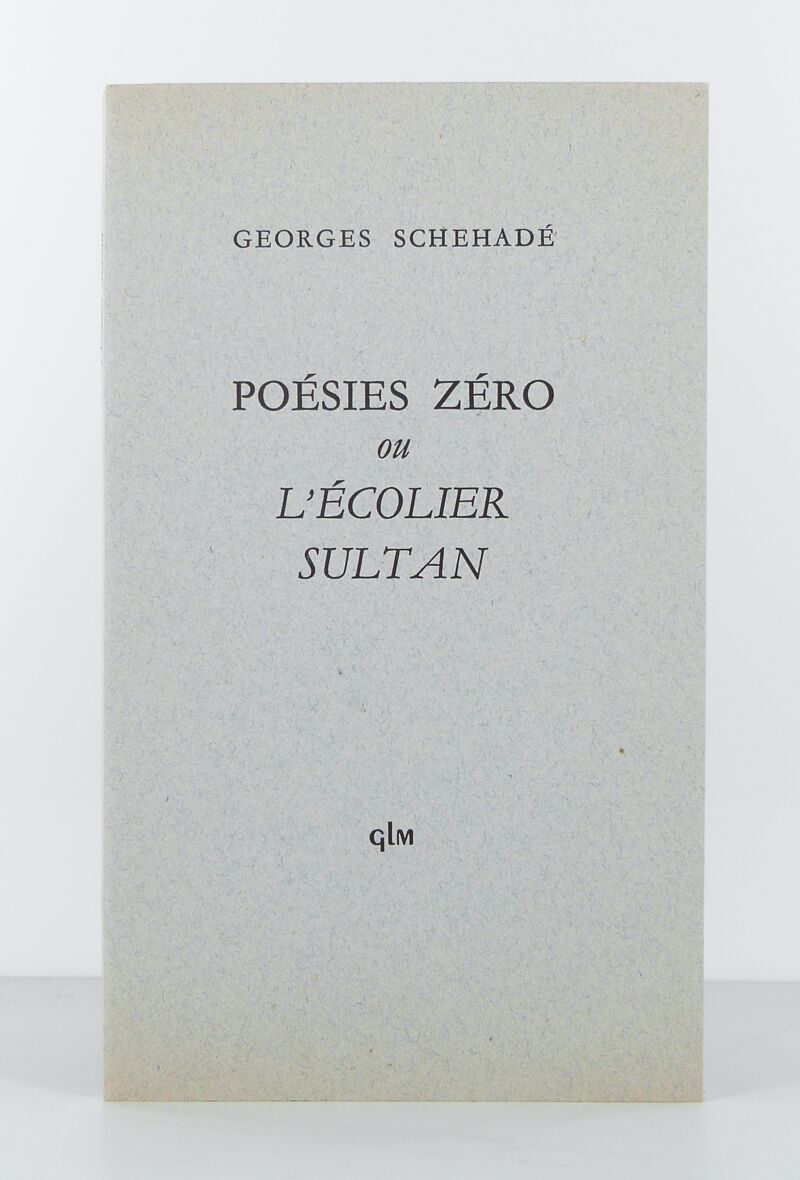 GEORGES SCHEHADÉ
POÉSIES ZÉRO
ou
L'ÉCOLIER
SULTAN
GLM